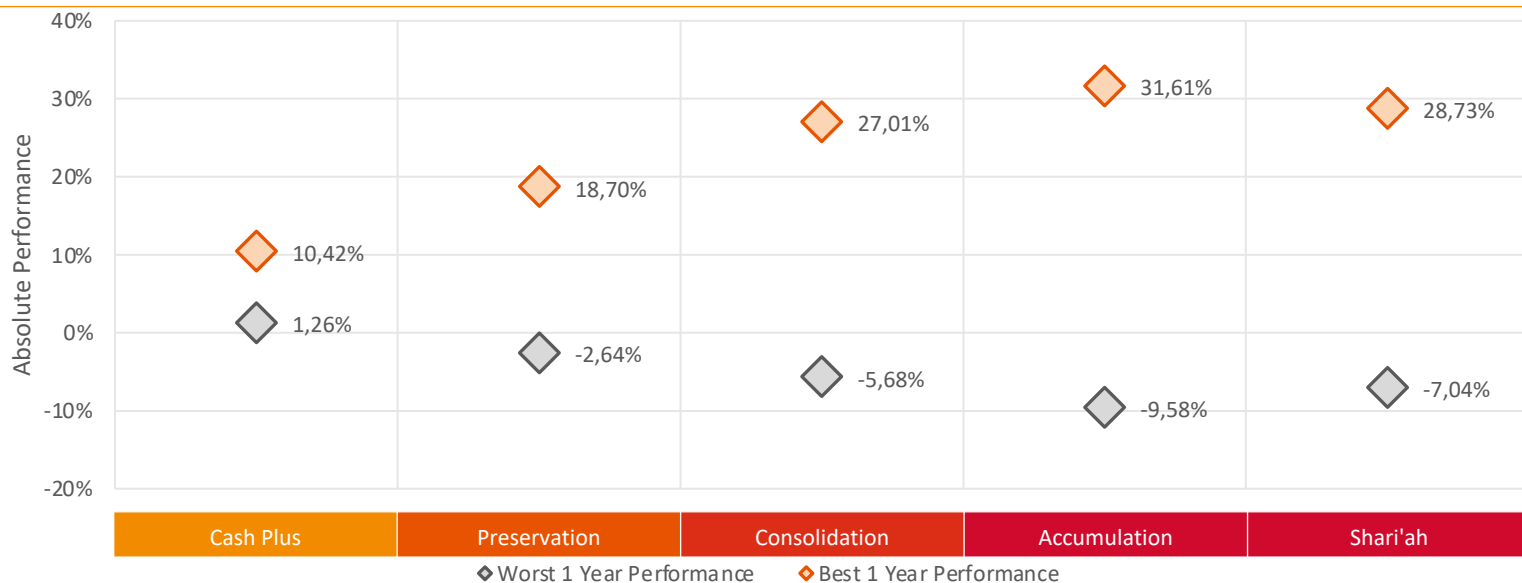 40%
30%
20%
10%
0%
-10%
-20%
Absolute Performance
10,42%
1,26%
18,70%
-2,64%
27,01%
-5,68%
31,61%
-9,58%
28,73%
-7,04%
Cash Plus
Preservation
Consolidation
Accumulation
Shari'ah
Worst 1 Year Performance
Best 1 Year Performance